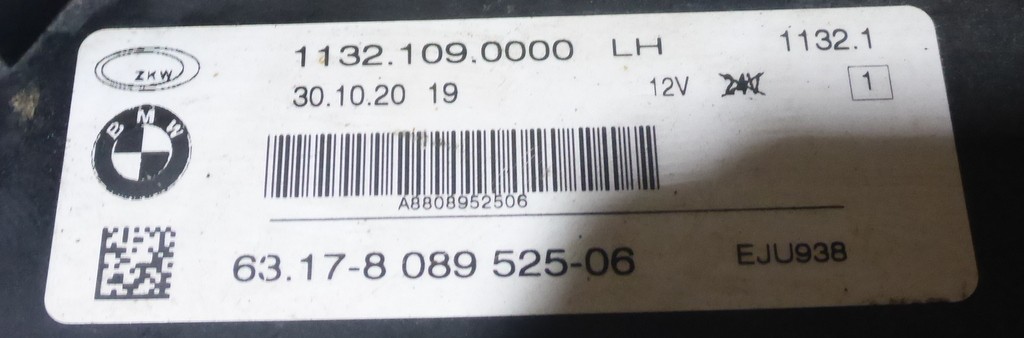 ZKW
1132.109.0000 LH 1132.1
30.10.20 19 12V 24V 1
BMW
A8808952506
63.17-8 089 525-06 EJU938